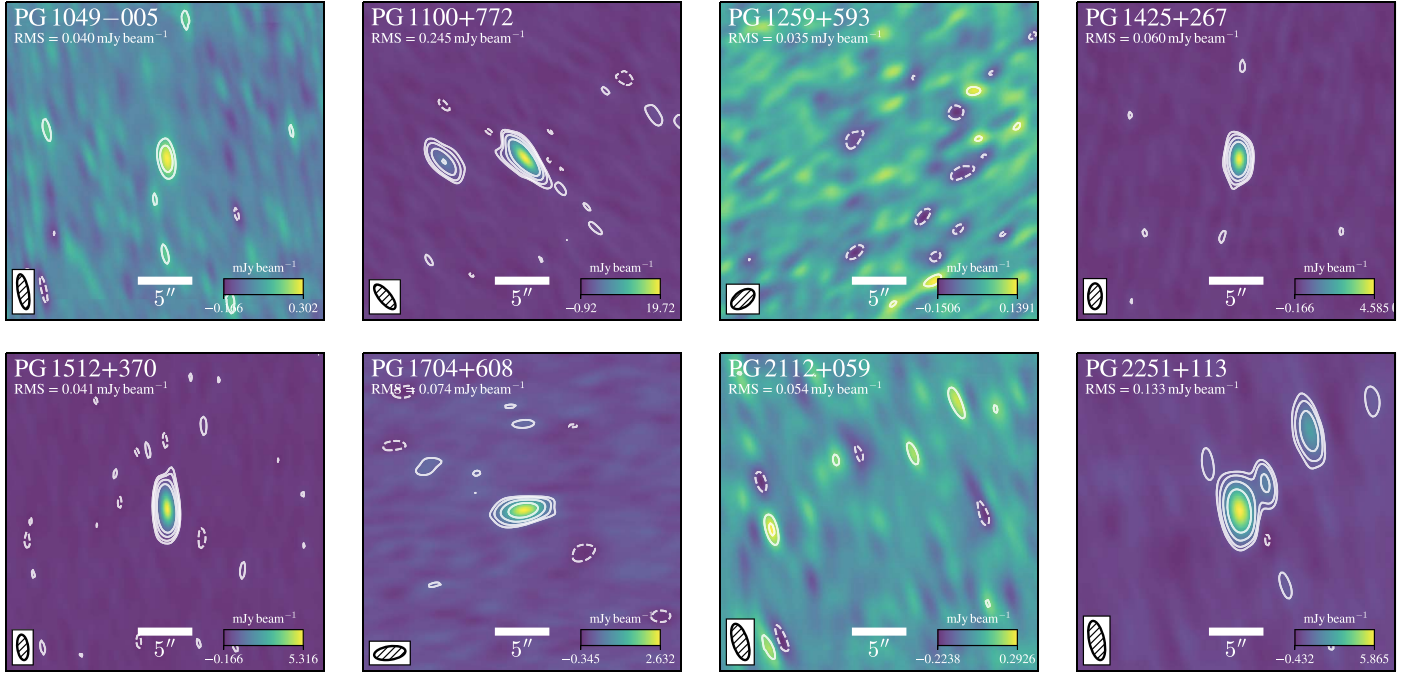 PG 1049−005
RMS = 0.040 mJy beam⁻¹
mJy beam⁻¹
5″
−0.166 0.302
PG 1100+772
RMS = 0.245 mJy beam⁻¹
mJy beam⁻¹
5″
−0.92 19.72
PG 1259+593
RMS = 0.035 mJy beam⁻¹
mJy beam⁻¹
5″
−0.1506 0.1391
PG 1425+267
RMS = 0.060 mJy beam⁻¹
mJy beam⁻¹
5″
−0.166 4.585
PG 1512+370
RMS = 0.041 mJy beam⁻¹
mJy beam⁻¹
5″
−0.166 5.316
PG 1704+608
RMS = 0.074 mJy beam⁻¹
mJy beam⁻¹
5″
−0.345 2.632
PG 2112+059
RMS = 0.054 mJy beam⁻¹
mJy beam⁻¹
5″
−0.2238 0.2926
PG 2251+113
RMS = 0.133 mJy beam⁻¹
mJy beam⁻¹
5″
−0.432 5.865